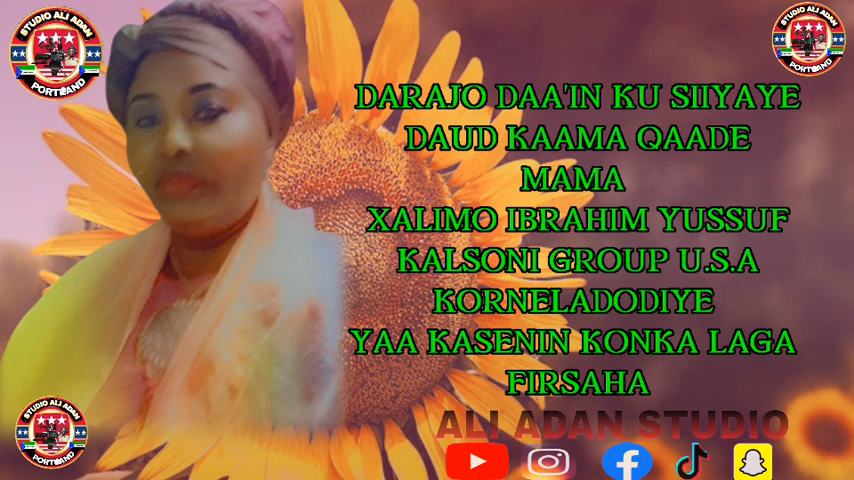 STUDIO ALI ADAN
PORTLAND
STUDIO ALI ADAN
PORTLAND
DARAJO DAA'IN KU SIIYAYE
DAUD KAAMA QAADE
MAMA
XALIMO IBRAHIM YUSSUF
KALSONI GROUP U.S.A
KORNELADODIYE
YAA KASENIN KONKA LAGA
FIRSAHA
STUDIO ALI ADAN
PORTLAND
ALI ADAN STUDIO